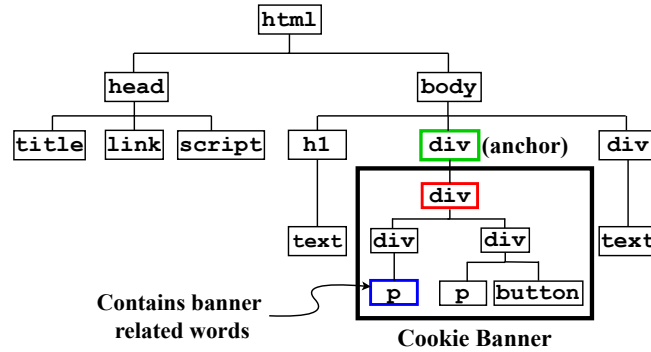 html
head
body
title
link
script
h1
div
(anchor)
div
div
text
div
div
text
p
p
button
Contains banner
related words
Cookie Banner